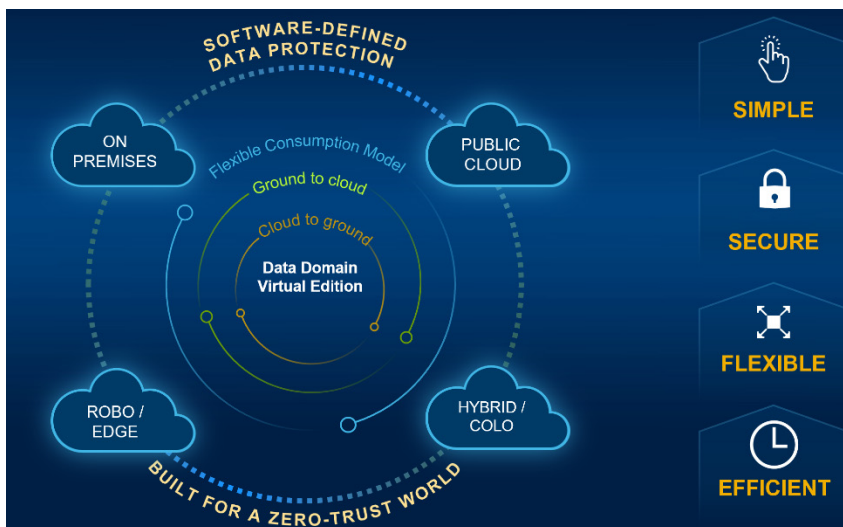 SOFTWARE-DEFINED
DATA PROTECTION
ON
PREMISES
PUBLIC
CLOUD
Flexible Consumption Model
Ground to cloud
Cloud to ground
Data Domain
Virtual Edition
ROBO /
EDGE
HYBRID /
COLO
BUILT FOR A ZERO-TRUST WORLD
SIMPLE
SECURE
FLEXIBLE
EFFICIENT